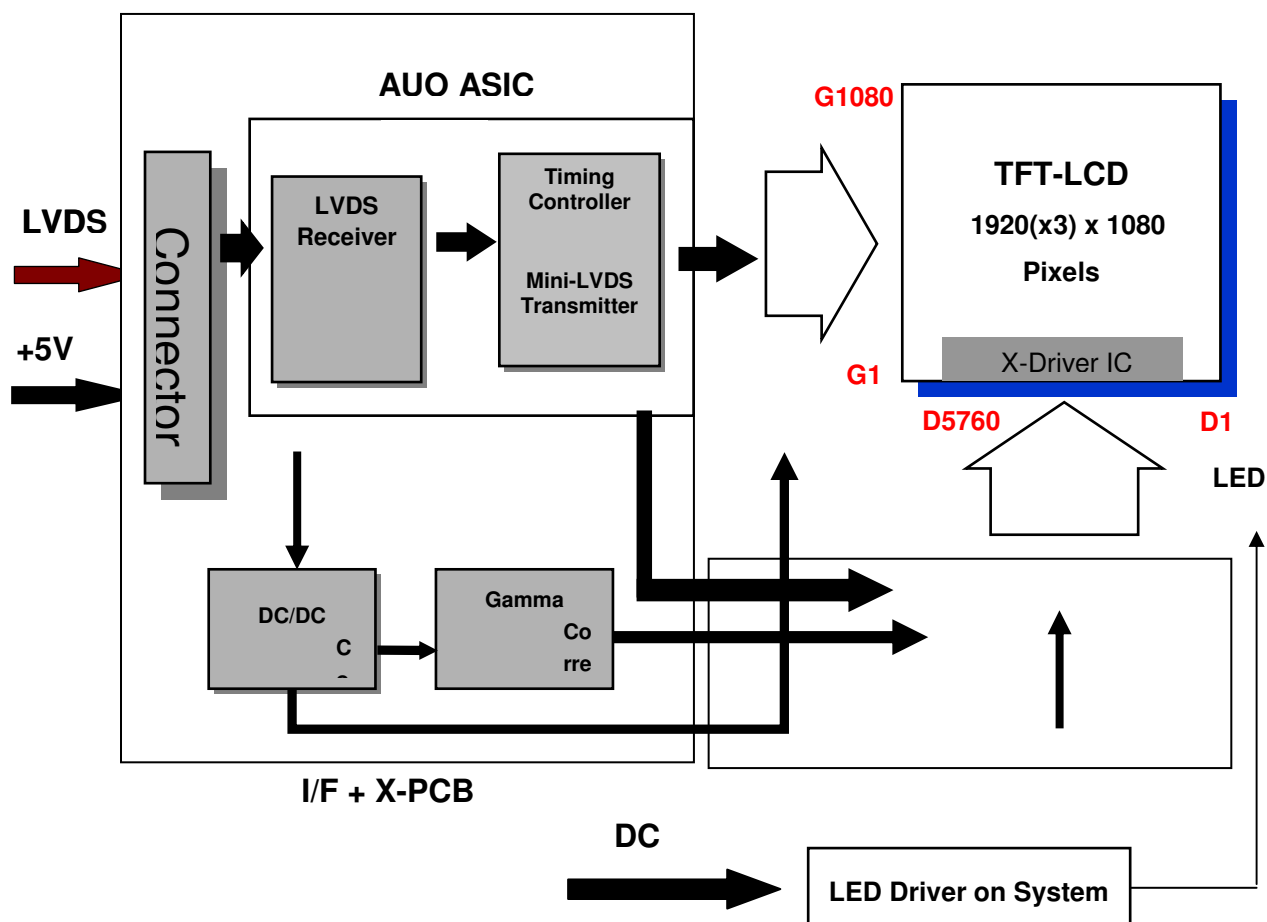 AUO ASIC
G1080
LVDS
+5V
Connector
LVDS
Receiver
Timing
Controller
Mini-LVDS
Transmitter
TFT-LCD
1920(x3) x 1080
Pixels
X-Driver IC
G1
D5760
D1
LED
DC/DC
C
Gamma
Co
rre
I/F + X-PCB
DC
LED Driver on System